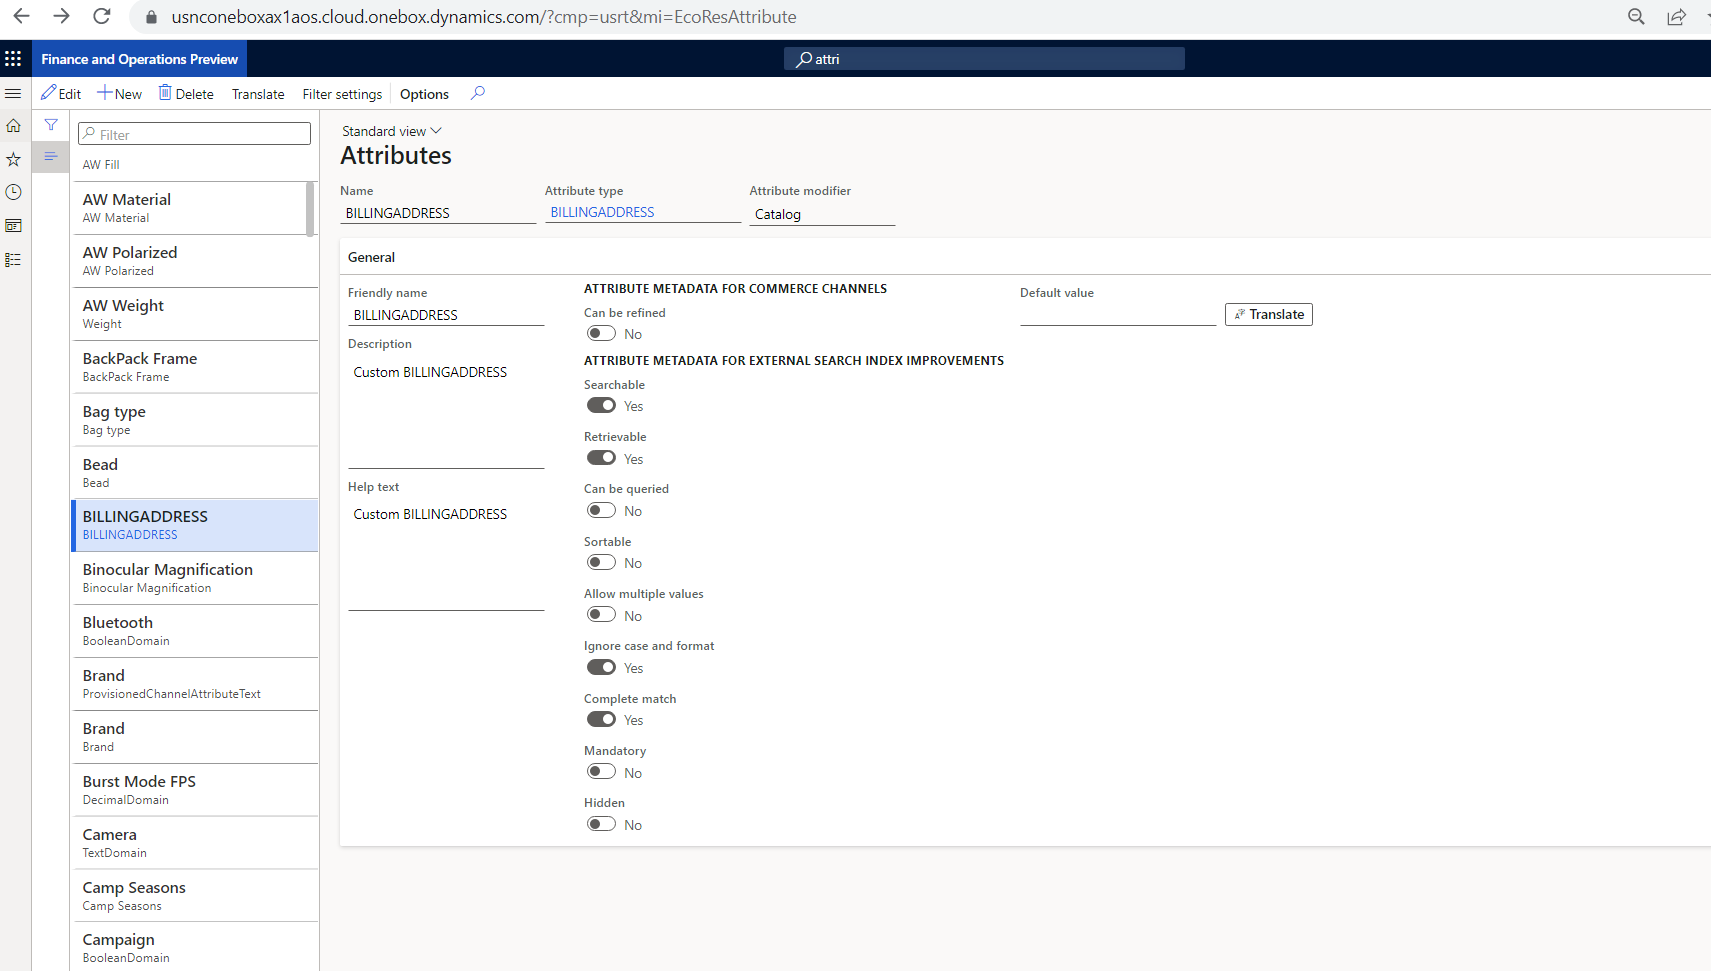 usnconeboxax1aos.cloud.onebox.dynamics.com/?cmp=usrt&mi=EcoResAttribute
Finance and Operations Preview
attri
Edit New Delete Translate Filter settings Options
Filter
AW Fill
AW Material
AW Material
AW Polarized
AW Polarized
AW Weight
Weight
BackPack Frame
BackPack Frame
Bag type
Bag type
Bead
Bead
BILLINGADDRESS
BILLINGADDRESS
Binocular Magnification
Binocular Magnification
Bluetooth
BooleanDomain
Brand
ProvisionedChannelAttributeText
Brand
Brand
Burst Mode FPS
DecimalDomain
Camera
TextDomain
Camp Seasons
Camp Seasons
Campaign
BooleanDomain
Standard view
Attributes
Name Attribute type Attribute modifier
BILLINGADDRESS BILLINGADDRESS Catalog
General
Friendly name
BILLINGADDRESS
Description
Custom BILLINGADDRESS
Help text
Custom BILLINGADDRESS
ATTRIBUTE METADATA FOR COMMERCE CHANNELS
Can be refined
No
ATTRIBUTE METADATA FOR EXTERNAL SEARCH INDEX IMPROVEMENTS
Searchable
Yes
Retrievable
Yes
Can be queried
No
Sortable
No
Allow multiple values
No
Ignore case and format
Yes
Complete match
Yes
Mandatory
No
Hidden
No
Default value
Translate